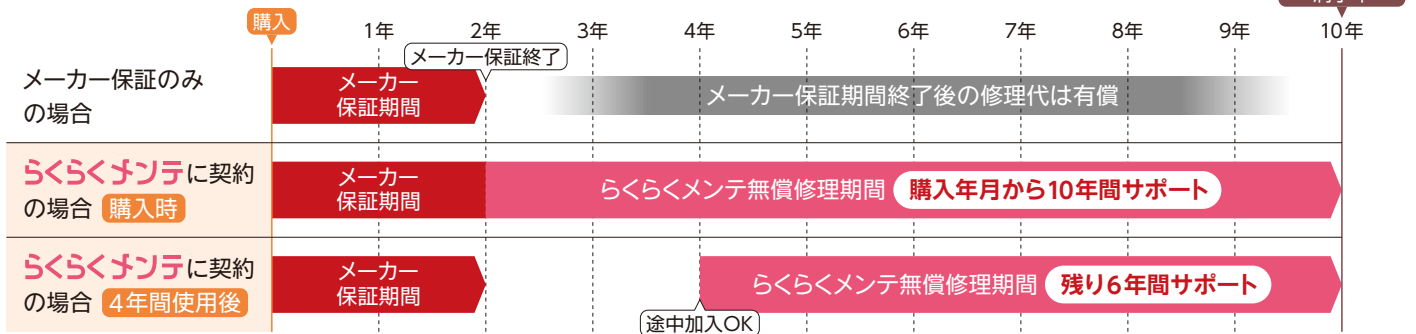 購入
1年 2年 3年 4年 5年 6年 7年 8年 9年 10年
メーカー保証終了
メーカー保証のみ
の場合
メーカー
保証期間
メーカー保証期間終了後の修理代は有償
らくらくメンテに契約
の場合 購入時
メーカー
保証期間
らくらくメンテ無償修理期間 購入年月から10年間サポート
らくらくメンテに契約
の場合 4年間使用後
メーカー
保証期間
らくらくメンテ無償修理期間 残り6年間サポート
途中加入OK